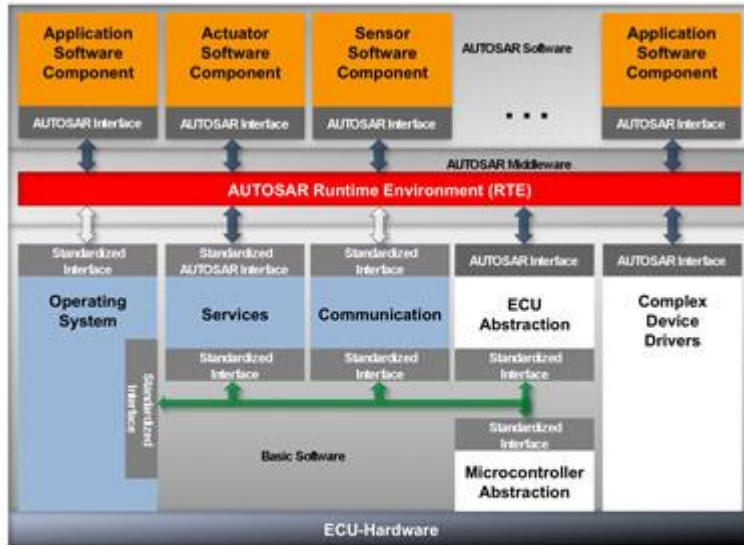 Application
Software
Component
AUTOSAR Interface
Actuator
Software
Component
AUTOSAR Interface
Sensor
Software
Component
AUTOSAR Interface
AUTOSAR Software
...
Application
Software
Component
AUTOSAR Interface
AUTOSAR Middleware
AUTOSAR Runtime Environment (RTE)
Standardized
Interface
Operating
System
Standardized
Interface
Standardized
AUTOSAR Interface
Services
Standardized
Interface
Standardized
Interface
Communication
Standardized
Interface
AUTOSAR Interface
ECU
Abstraction
Standardized
Interface
Standardized
Interface
Microcontroller
Abstraction
AUTOSAR Interface
Complex
Device
Drivers
Basic Software
ECU-Hardware